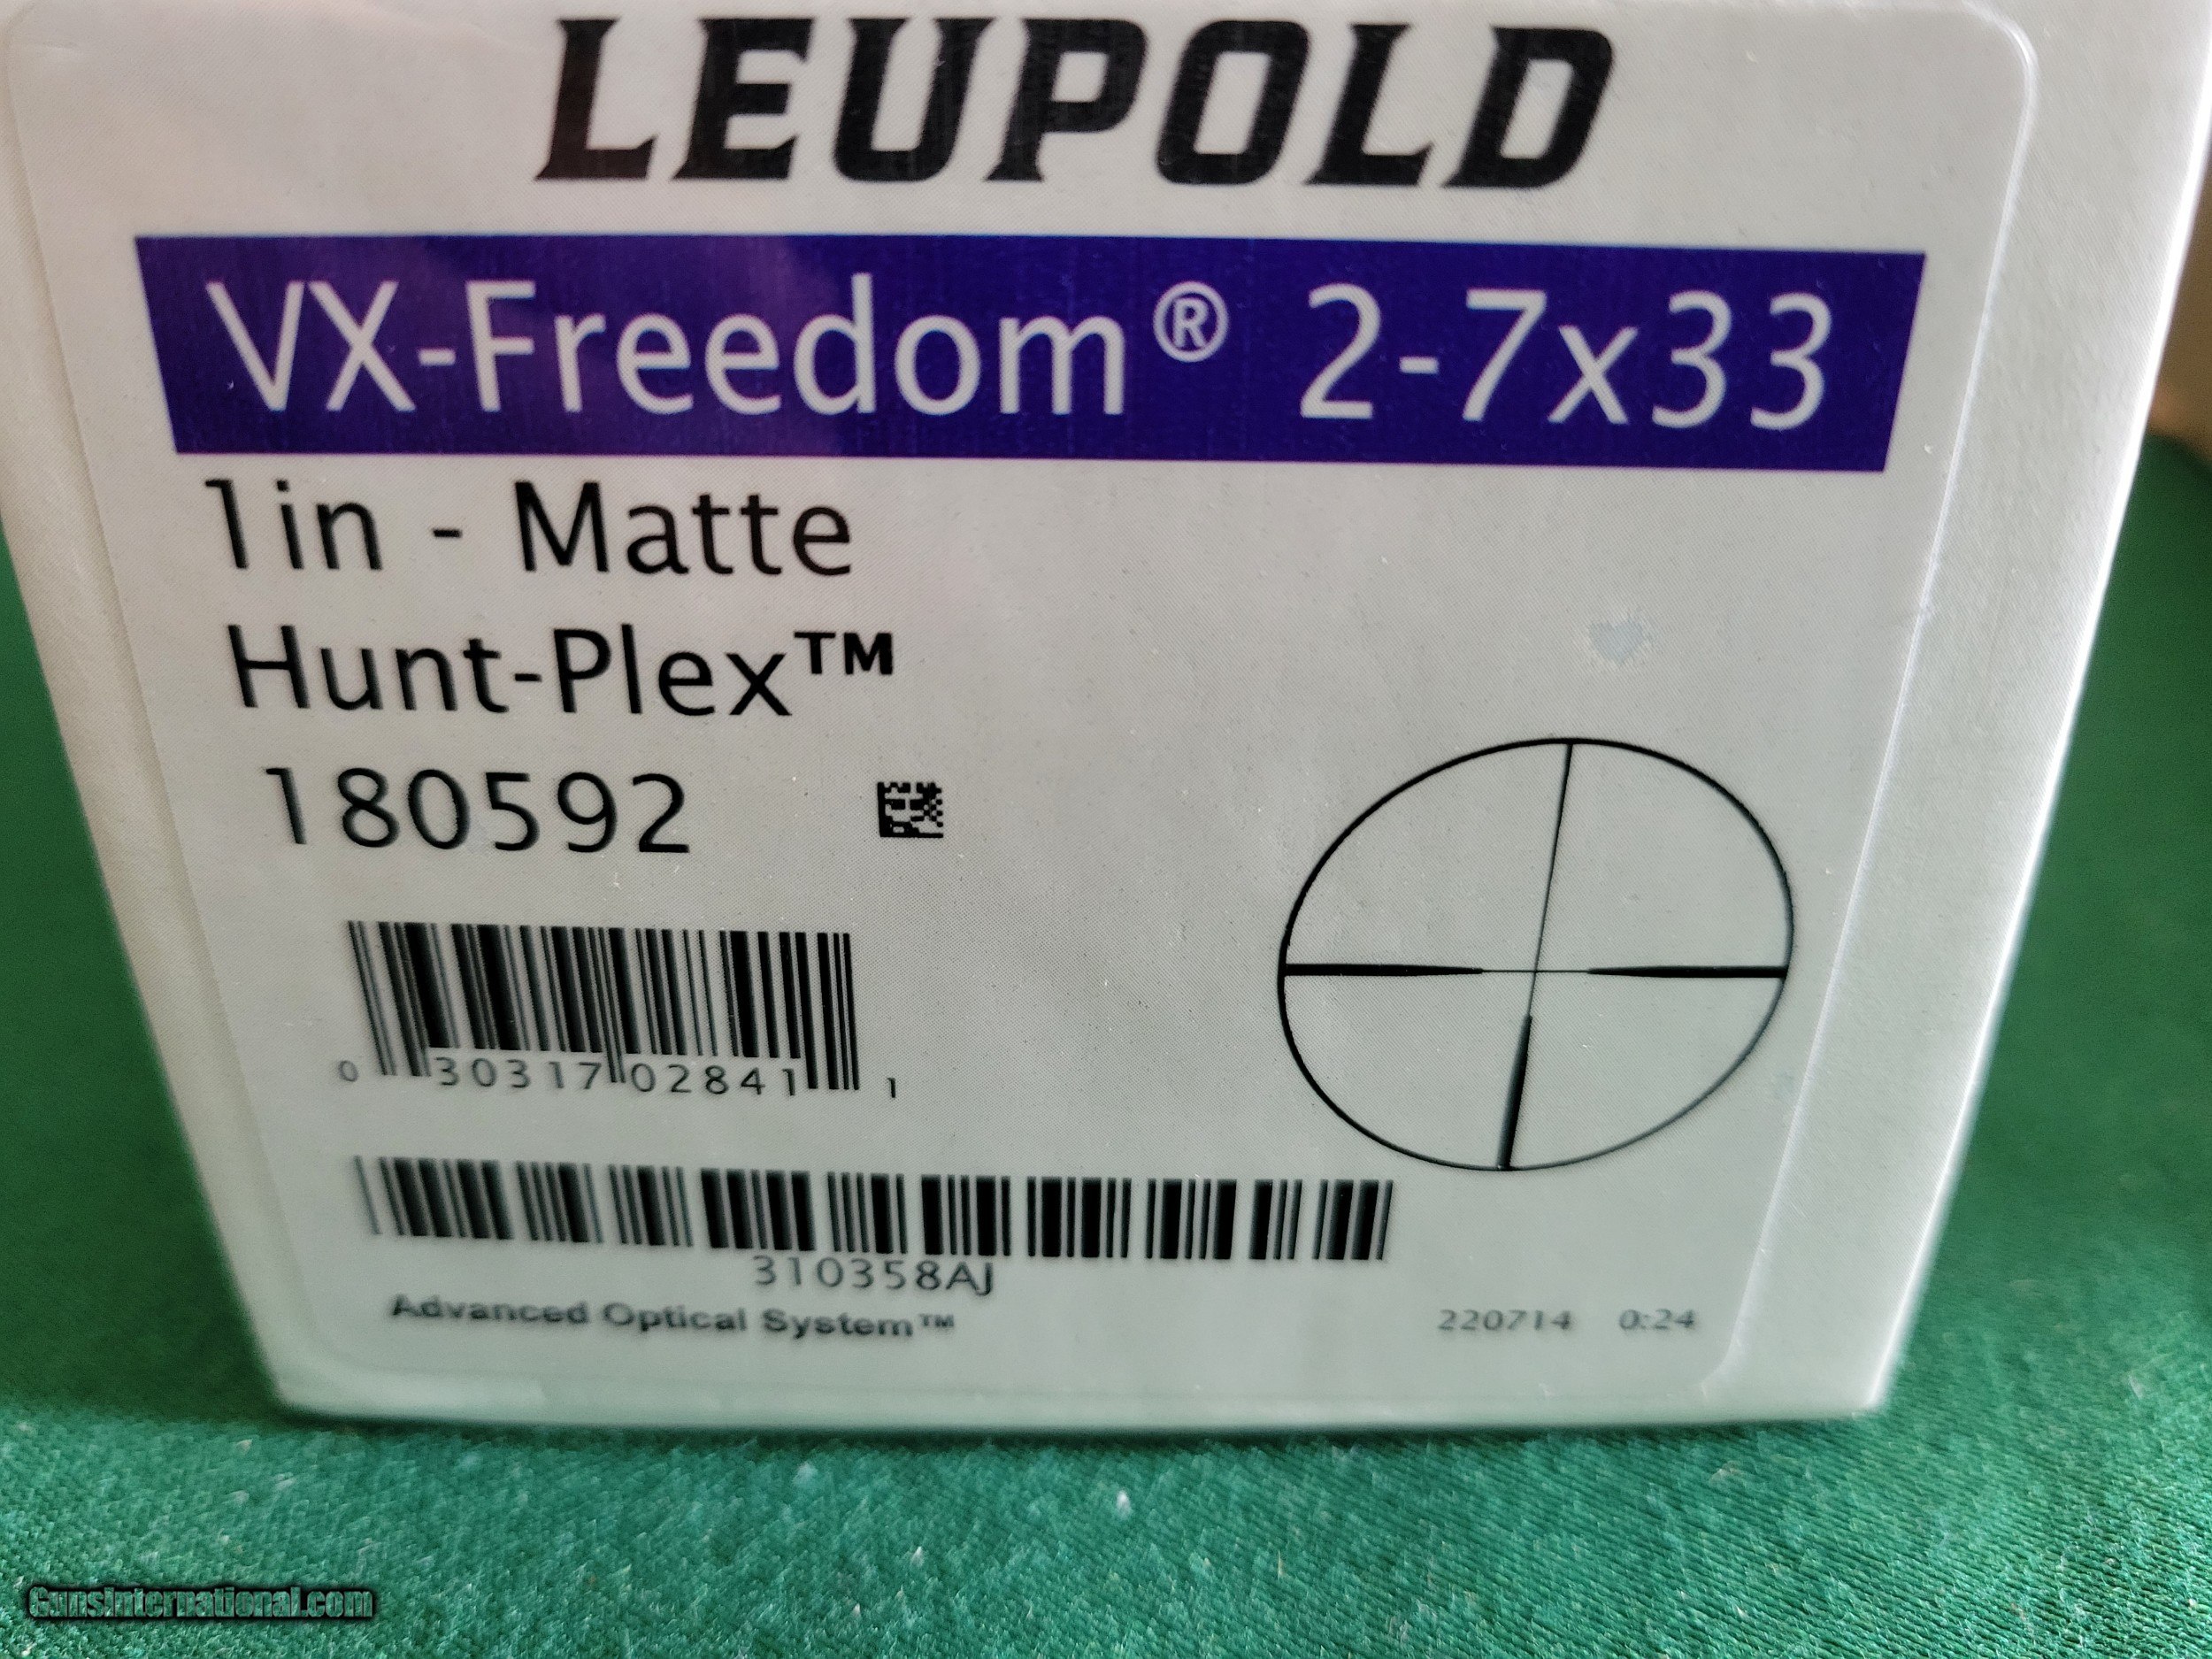 LEUPOLD
VX-Freedom® 2-7x33
1in - Matte
Hunt-Plex™
180592
0 30317 02841 1
310358AJ
Advanced Optical System™
220714 0:24
GunsInternational.com